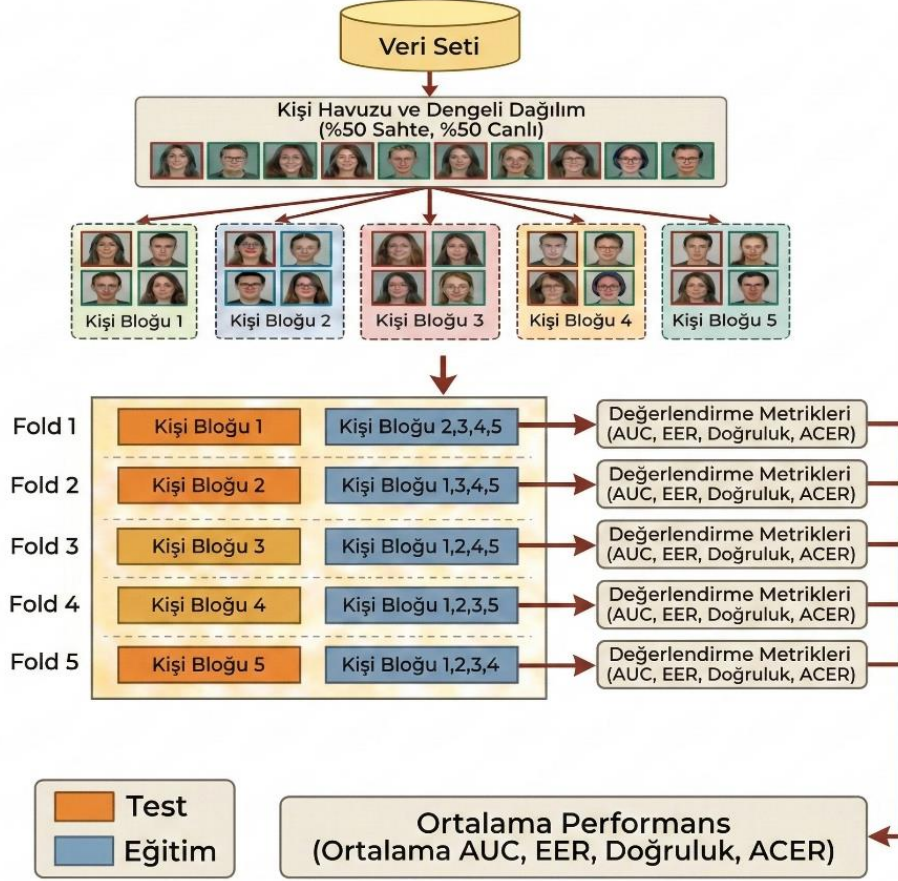 Veri Seti
Kişi Havuzu ve Dengeli Dağılım
(%50 Sahte, %50 Canlı)
Kişi Bloğu 1
Kişi Bloğu 2
Kişi Bloğu 3
Kişi Bloğu 4
Kişi Bloğu 5
Fold 1
Kişi Bloğu 1
Kişi Bloğu 2,3,4,5
Değerlendirme Metrikleri
(AUC, EER, Doğruluk, ACER)
Fold 2
Kişi Bloğu 2
Kişi Bloğu 1,3,4,5
Değerlendirme Metrikleri
(AUC, EER, Doğruluk, ACER)
Fold 3
Kişi Bloğu 3
Kişi Bloğu 1,2,4,5
Değerlendirme Metrikleri
(AUC, EER, Doğruluk, ACER)
Fold 4
Kişi Bloğu 4
Kişi Bloğu 1,2,3,5
Değerlendirme Metrikleri
(AUC, EER, Doğruluk, ACER)
Fold 5
Kişi Bloğu 5
Kişi Bloğu 1,2,3,4
Değerlendirme Metrikleri
(AUC, EER, Doğruluk, ACER)
Test
Eğitim
Ortalama Performans
(Ortalama AUC, EER, Doğruluk, ACER)